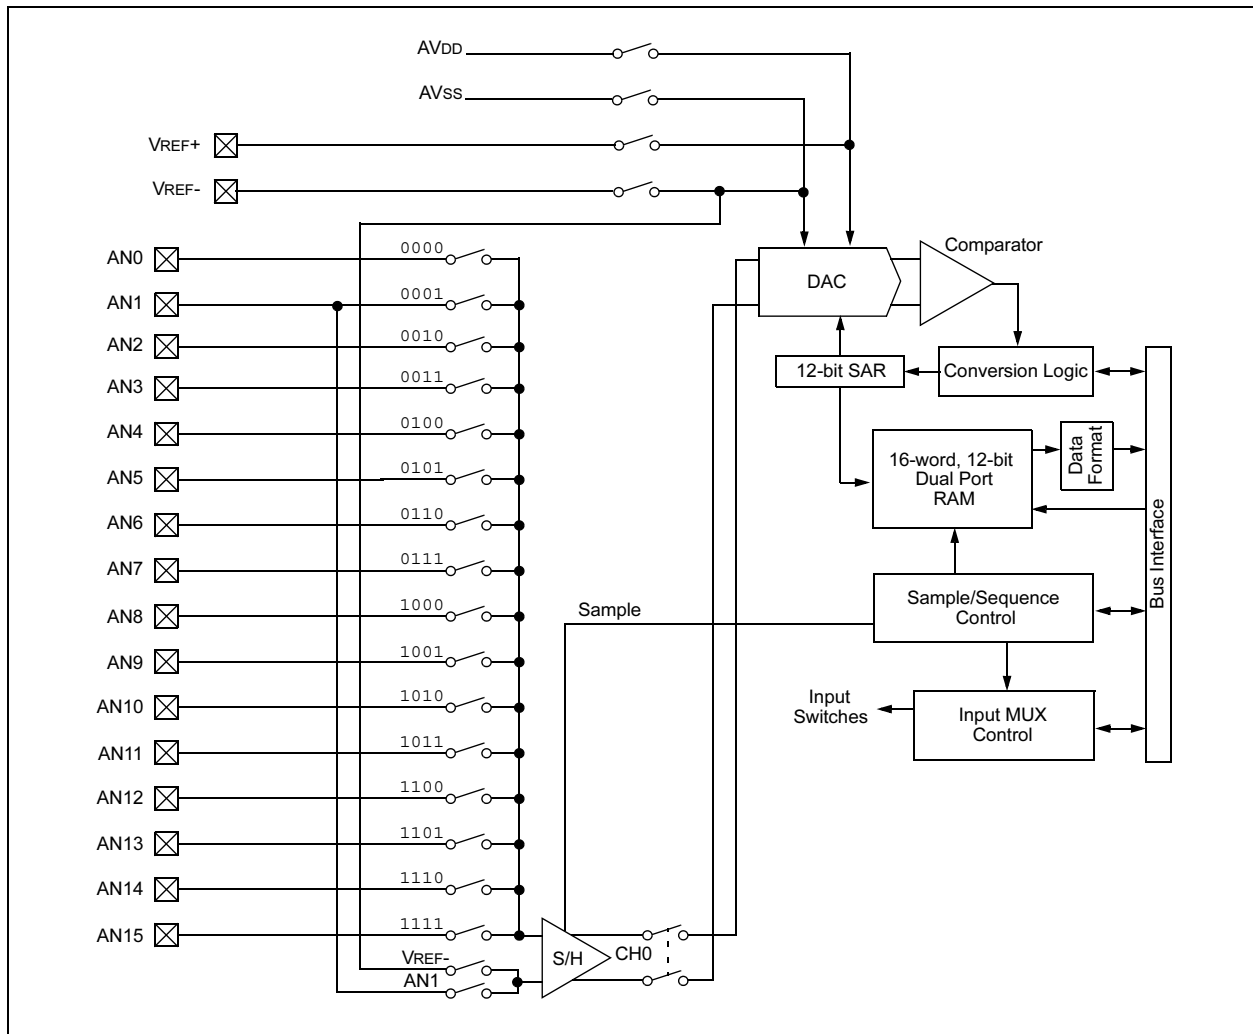 AVDD
AVSS
VREF+
VREF-
AN0 0000
AN1 0001
AN2 0010
AN3 0011
AN4 0100
AN5 0101
AN6 0110
AN7 0111
AN8 1000
AN9 1001
AN10 1010
AN11 1011
AN12 1100
AN13 1101
AN14 1110
AN15 1111
VREF-
AN1
S/H
CH0
Sample
DAC
Comparator
12-bit SAR
Conversion Logic
16-word, 12-bit
Dual Port
RAM
Data
Format
Bus Interface
Sample/Sequence
Control
Input
Switches
Input MUX
Control